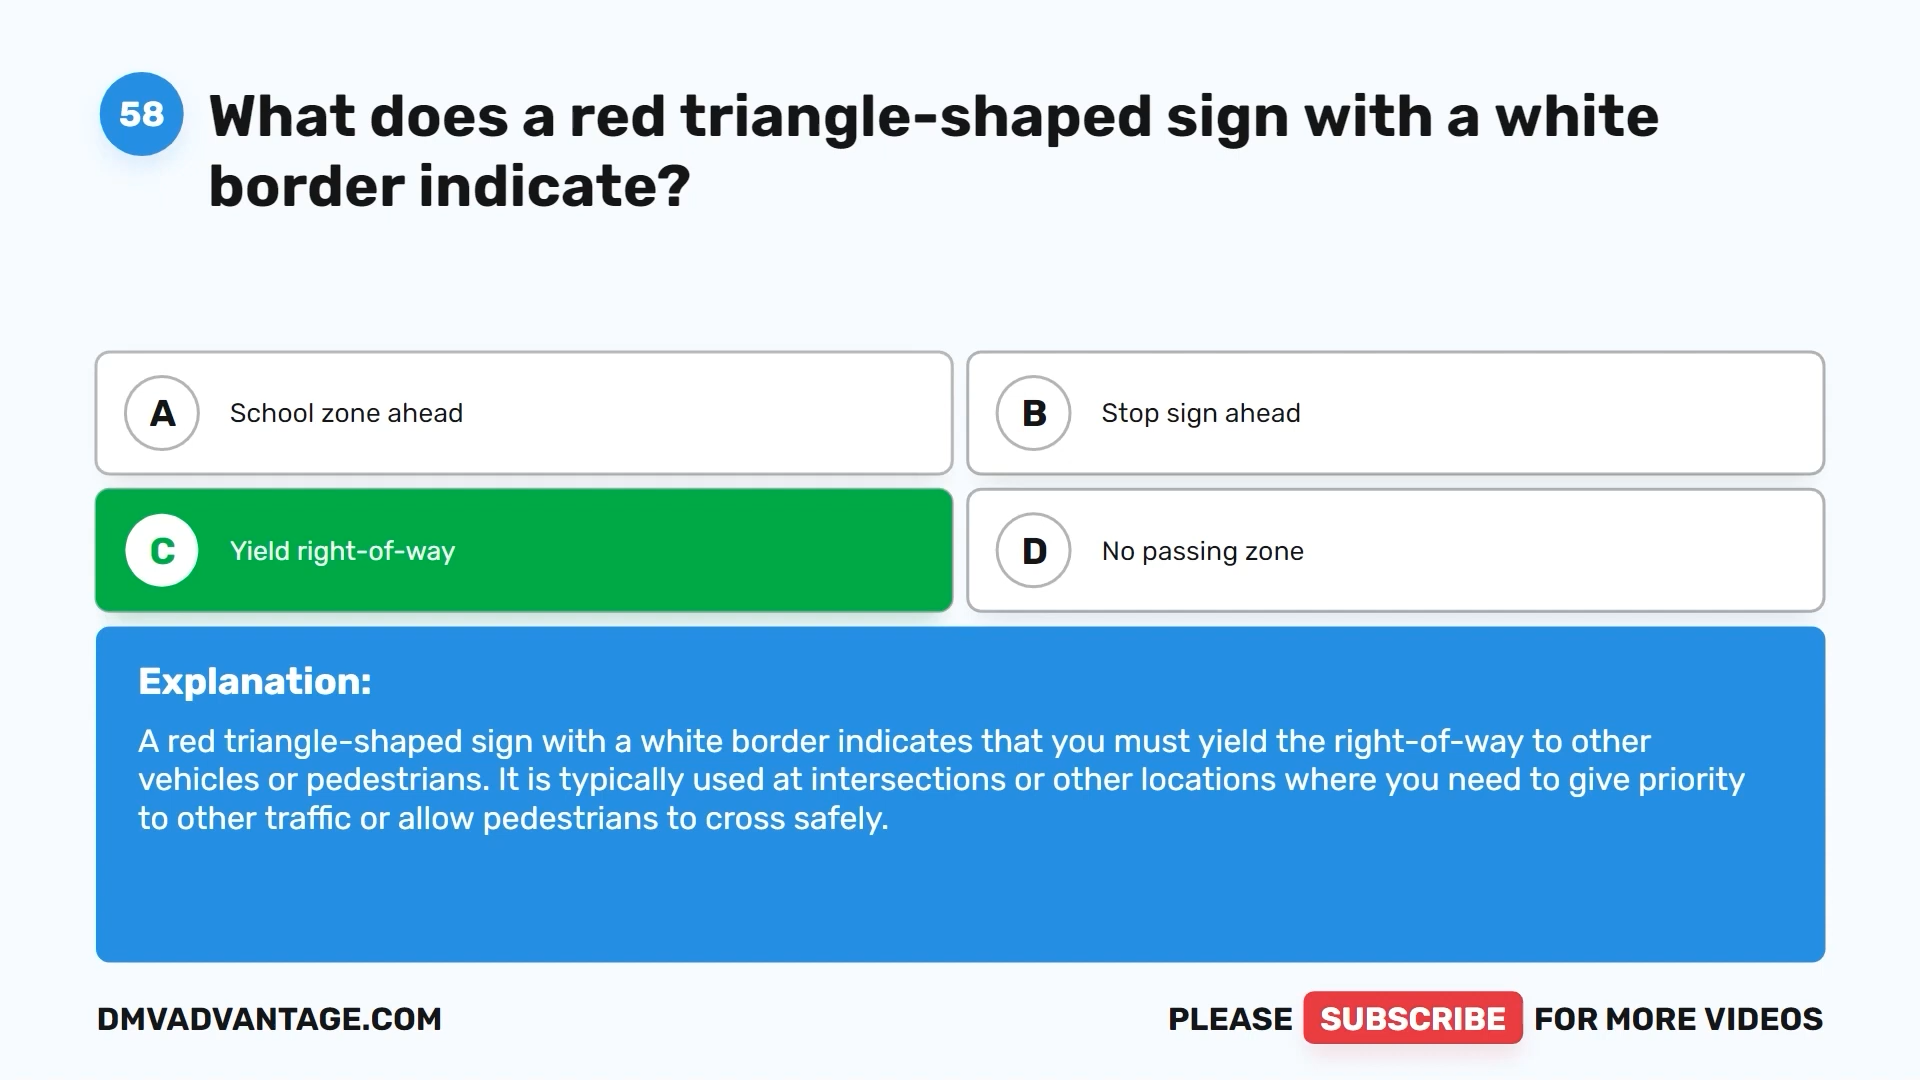 58
What does a red triangle-shaped sign with a white
border indicate?
A
School zone ahead
B
Stop sign ahead
C
Yield right-of-way
D
No passing zone
Explanation:
A red triangle-shaped sign with a white border indicates that you must yield the right-of-way to other
vehicles or pedestrians. It is typically used at intersections or other locations where you need to give priority
to other traffic or allow pedestrians to cross safely.
DMVADVANTAGE.COM
PLEASE SUBSCRIBE FOR MORE VIDEOS